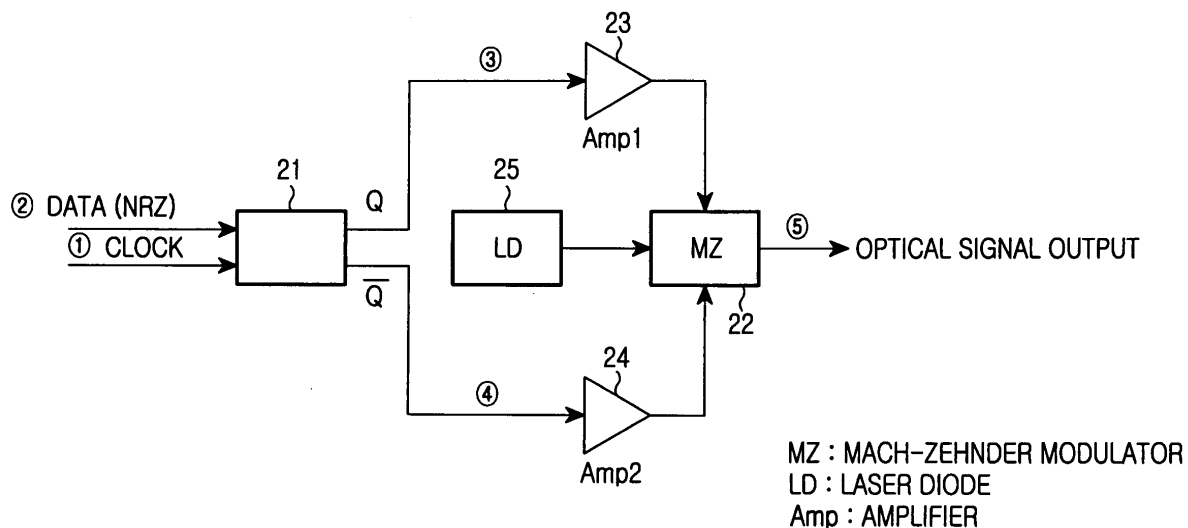 23
③
Amp1
21
25
② DATA (NRZ)
Q
① CLOCK
LD
MZ
⑤
OPTICAL SIGNAL OUTPUT
Q̅
22
24
④
Amp2
MZ : MACH-ZEHNDER MODULATOR
LD : LASER DIODE
Amp : AMPLIFIER